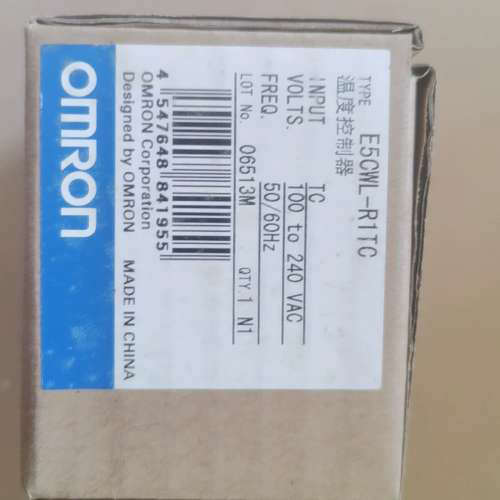 TYPE E5CWL-R1TC
温度控制器
INPUT TC
VOLTS. 100 to 240 VAC
FREQ. 50/60Hz
LOT No. 06513M QTY.1 N1
4 547648 841955
OMRON Corporation
Designed by OMRON MADE IN CHINA
OMRON